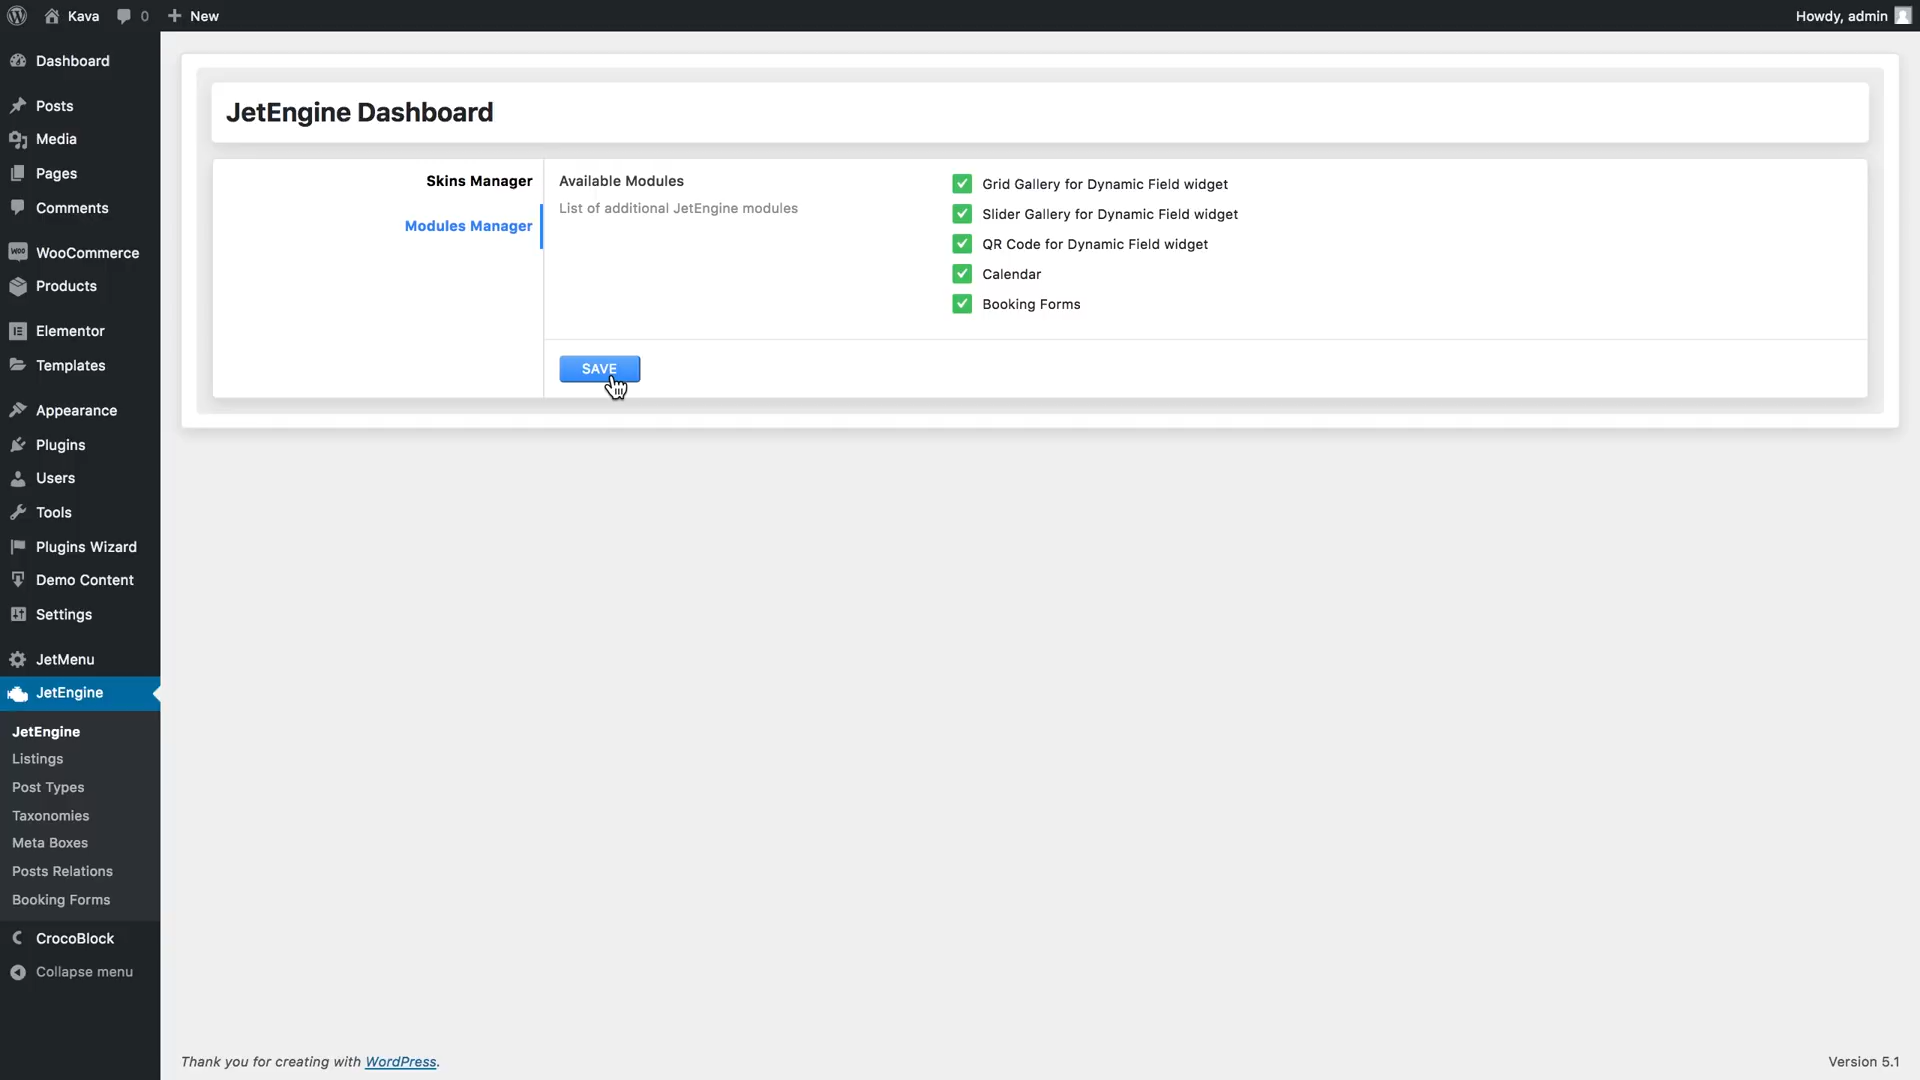 Kava
0
New
Howdy, admin
Dashboard
Posts
Media
Pages
Comments
WooCommerce
Products
Elementor
Templates
Appearance
Plugins
Users
Tools
Plugins Wizard
Demo Content
Settings
JetMenu
JetEngine
JetEngine
Listings
Post Types
Taxonomies
Meta Boxes
Posts Relations
Booking Forms
CrocoBlock
Collapse menu
JetEngine Dashboard
Skins Manager
Modules Manager
Available Modules
List of additional JetEngine modules
Grid Gallery for Dynamic Field widget
Slider Gallery for Dynamic Field widget
QR Code for Dynamic Field widget
Calendar
Booking Forms
SAVE
Thank you for creating with WordPress.
Version 5.1